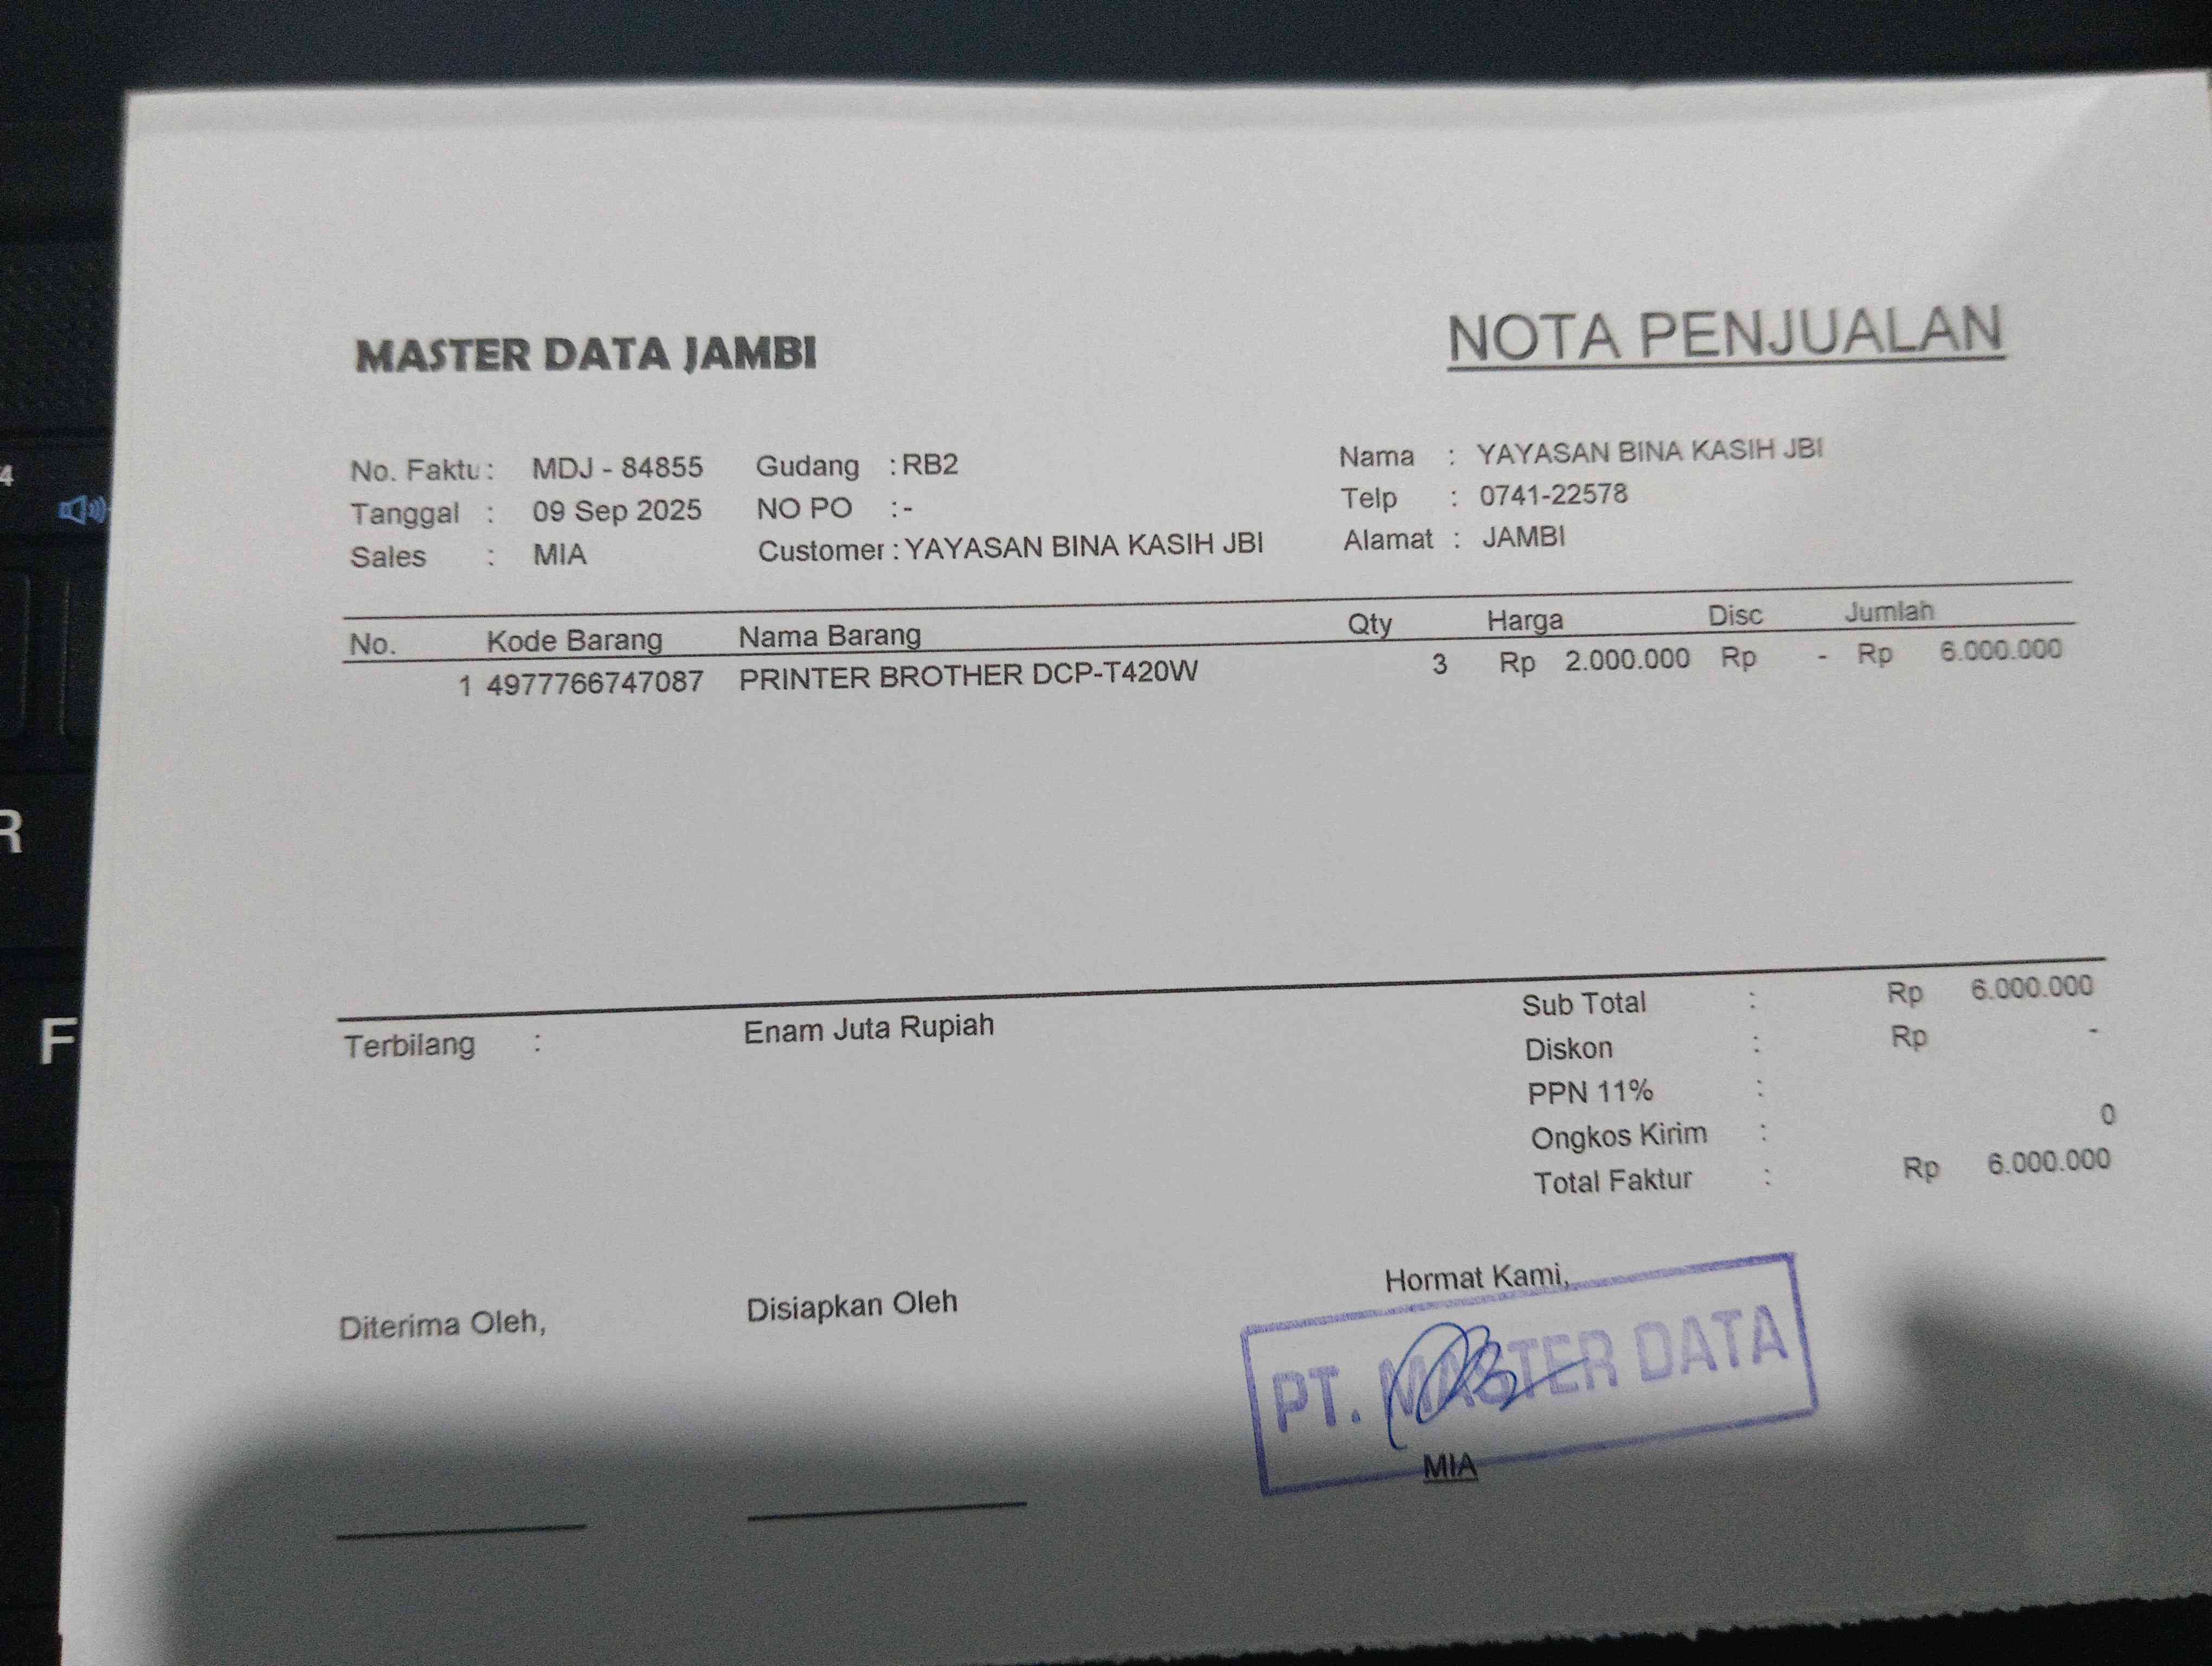 MASTER DATA JAMBI
NOTA PENJUALAN
No. Faktu : MDJ - 84855 Gudang : RB2
Tanggal : 09 Sep 2025 NO PO : -
Sales : MIA Customer : YAYASAN BINA KASIH JBI
Nama : YAYASAN BINA KASIH JBI
Telp : 0741-22578
Alamat : JAMBI
No. Kode Barang Nama Barang Qty Harga Disc Jumlah
1 4977766747087 PRINTER BROTHER DCP-T420W 3 Rp 2.000.000 Rp - Rp 6.000.000
Terbilang : Enam Juta Rupiah
Sub Total : Rp 6.000.000
Diskon : Rp -
PPN 11% :
Ongkos Kirim : 0
Total Faktur : Rp 6.000.000
Diterima Oleh, Disiapkan Oleh Hormat Kami,
PT. MASTER DATA
MIA
4
R
F